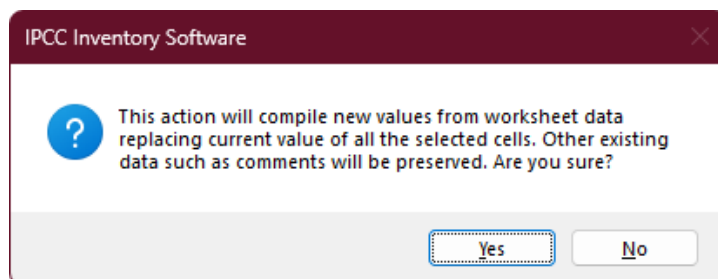 IPCC Inventory Software
This action will compile new values from worksheet data
replacing current value of all the selected cells. Other existing
data such as comments will be preserved. Are you sure?
Yes
No